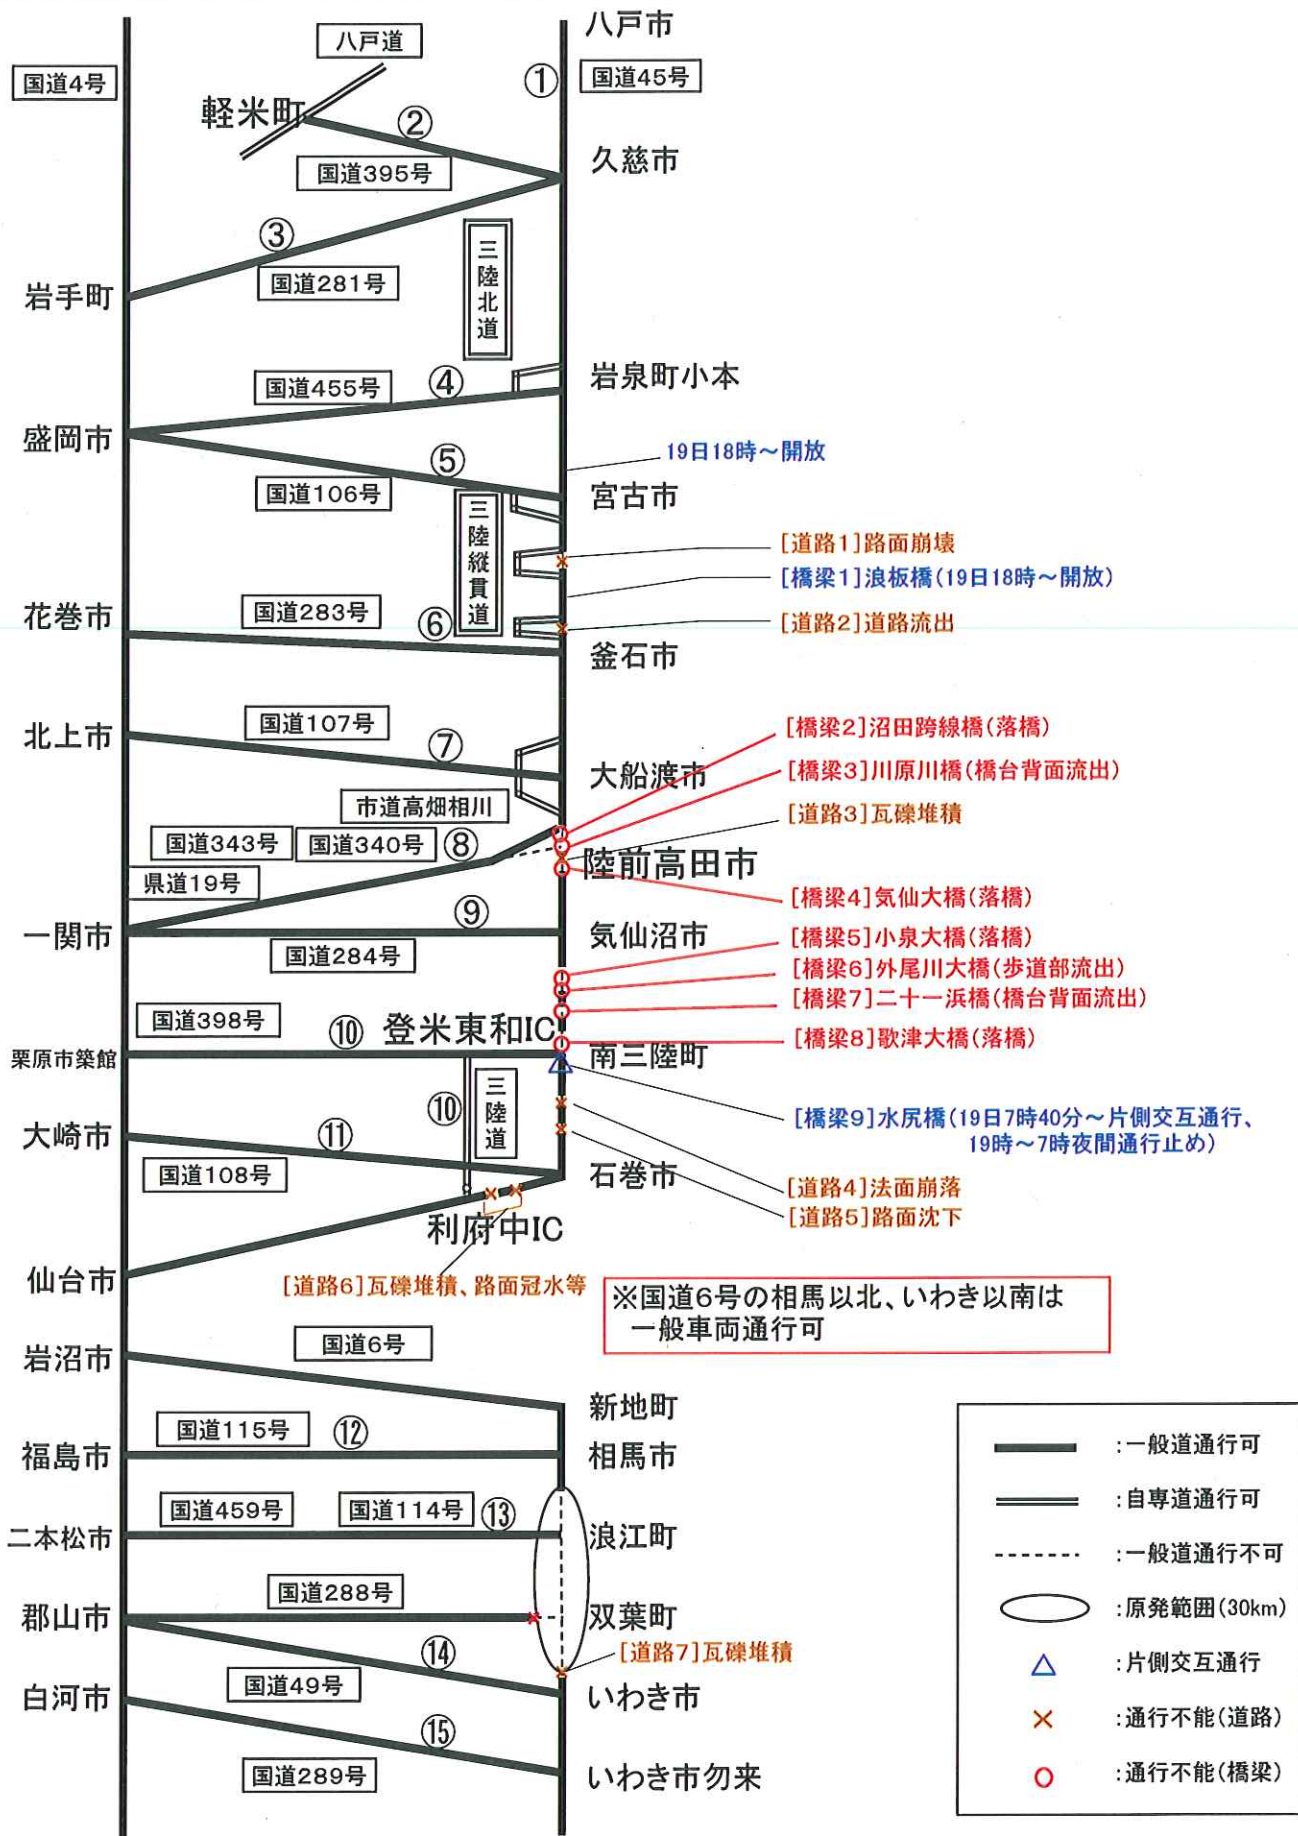 八戸市
八戸道
国道4号
①
国道45号
軽米町
②
久慈市
国道395号
③
三陸北道
国道281号
岩手町
岩泉町小本
④
国道455号
盛岡市
19日18時～開放
⑤
国道106号
宮古市
三陸縦貫道
[道路1]路面崩壊
[橋梁1]浪板橋(19日18時～開放)
国道283号
花巻市
⑥
[道路2]道路流出
釜石市
国道107号
北上市
⑦
[橋梁2]沼田跨線橋(落橋)
大船渡市
[橋梁3]川原川橋(橋台背面流出)
市道高畑相川
[道路3]瓦礫堆積
国道343号
国道340号
⑧
陸前高田市
県道19号
[橋梁4]気仙大橋(落橋)
⑨
一関市
気仙沼市
[橋梁5]小泉大橋(落橋)
国道284号
[橋梁6]外尾川大橋(歩道部流出)
[橋梁7]二十一浜橋(橋台背面流出)
国道398号
⑩
登米東和IC
[橋梁8]歌津大橋(落橋)
栗原市築館
南三陸町
三陸道
⑩
[橋梁9]水尻橋(19日7時40分～片側交互通行、
19時～7時夜間通行止め)
大崎市
⑪
国道108号
石巻市
[道路4]法面崩落
[道路5]路面沈下
利府中IC
仙台市
[道路6]瓦礫堆積、路面冠水等
※国道6号の相馬以北、いわき以南は
一般車両通行可
国道6号
岩沼市
新地町
国道115号
⑫
福島市
相馬市
国道459号
国道114号
⑬
二本松市
浪江町
国道288号
郡山市
双葉町
[道路7]瓦礫堆積
⑭
国道49号
白河市
いわき市
⑮
国道289号
いわき市勿来
:一般道通行可
:自専道通行可
:一般道通行不可
:原発範囲(30km)
:片側交互通行
:通行不能(道路)
:通行不能(橋梁)